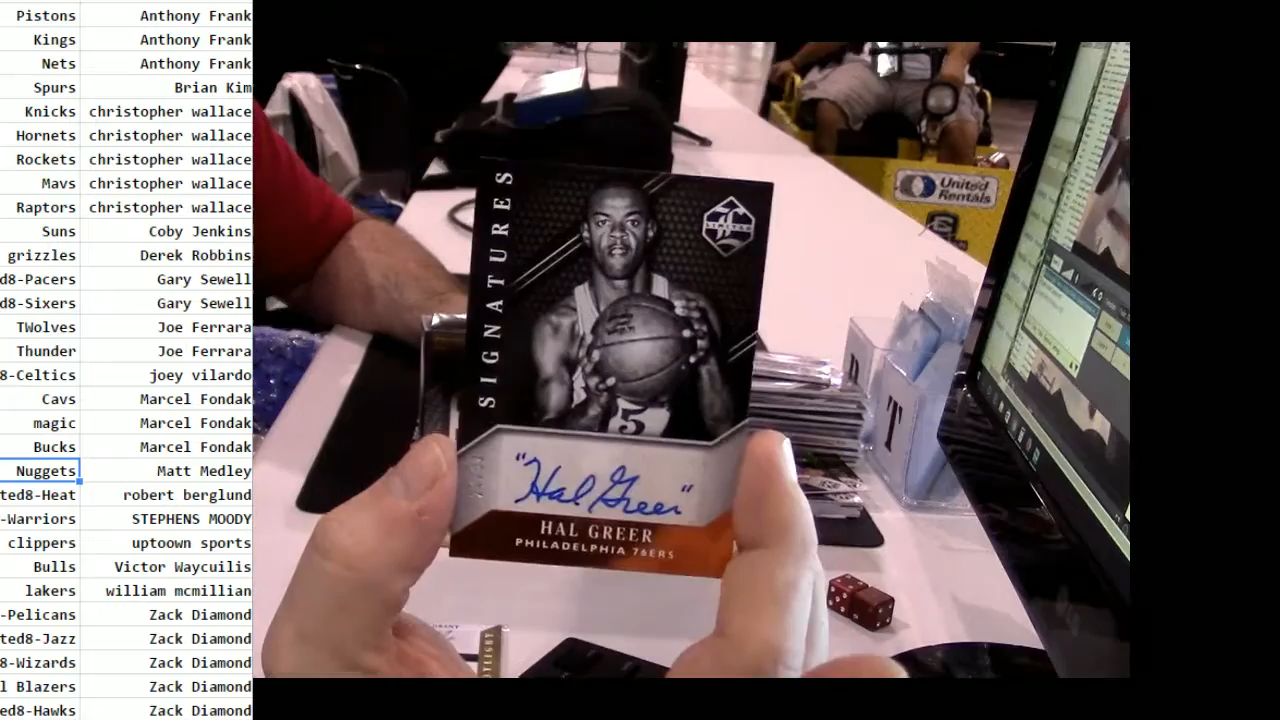 Pistons Anthony Frank
Kings Anthony Frank
Nets Anthony Frank
Spurs Brian Kim
Knicks christopher wallace
Hornets christopher wallace
Rockets christopher wallace
Mavs christopher wallace
Raptors christopher wallace
Suns Coby Jenkins
grizzles Derek Robbins
d8-Pacers Gary Sewell
d8-Sixers Gary Sewell
TWolves Joe Ferrara
Thunder Joe Ferrara
8-Celtics joey vilardo
Cavs Marcel Fondak
magic Marcel Fondak
Bucks Marcel Fondak
Nuggets Matt Medley
ted8-Heat robert berglund
-Warriors STEPHENS MOODY
clippers uptoown sports
Bulls Victor Waycuilis
lakers william mcmillian
-Pelicans Zack Diamond
ted8-Jazz Zack Diamond
8-Wizards Zack Diamond
l Blazers Zack Diamond
ed8-Hawks Zack Diamond
SIGNATURES
LIMITED
5
"Hal Greer"
HAL GREER
PHILADELPHIA 76ERS
United
Rentals
T